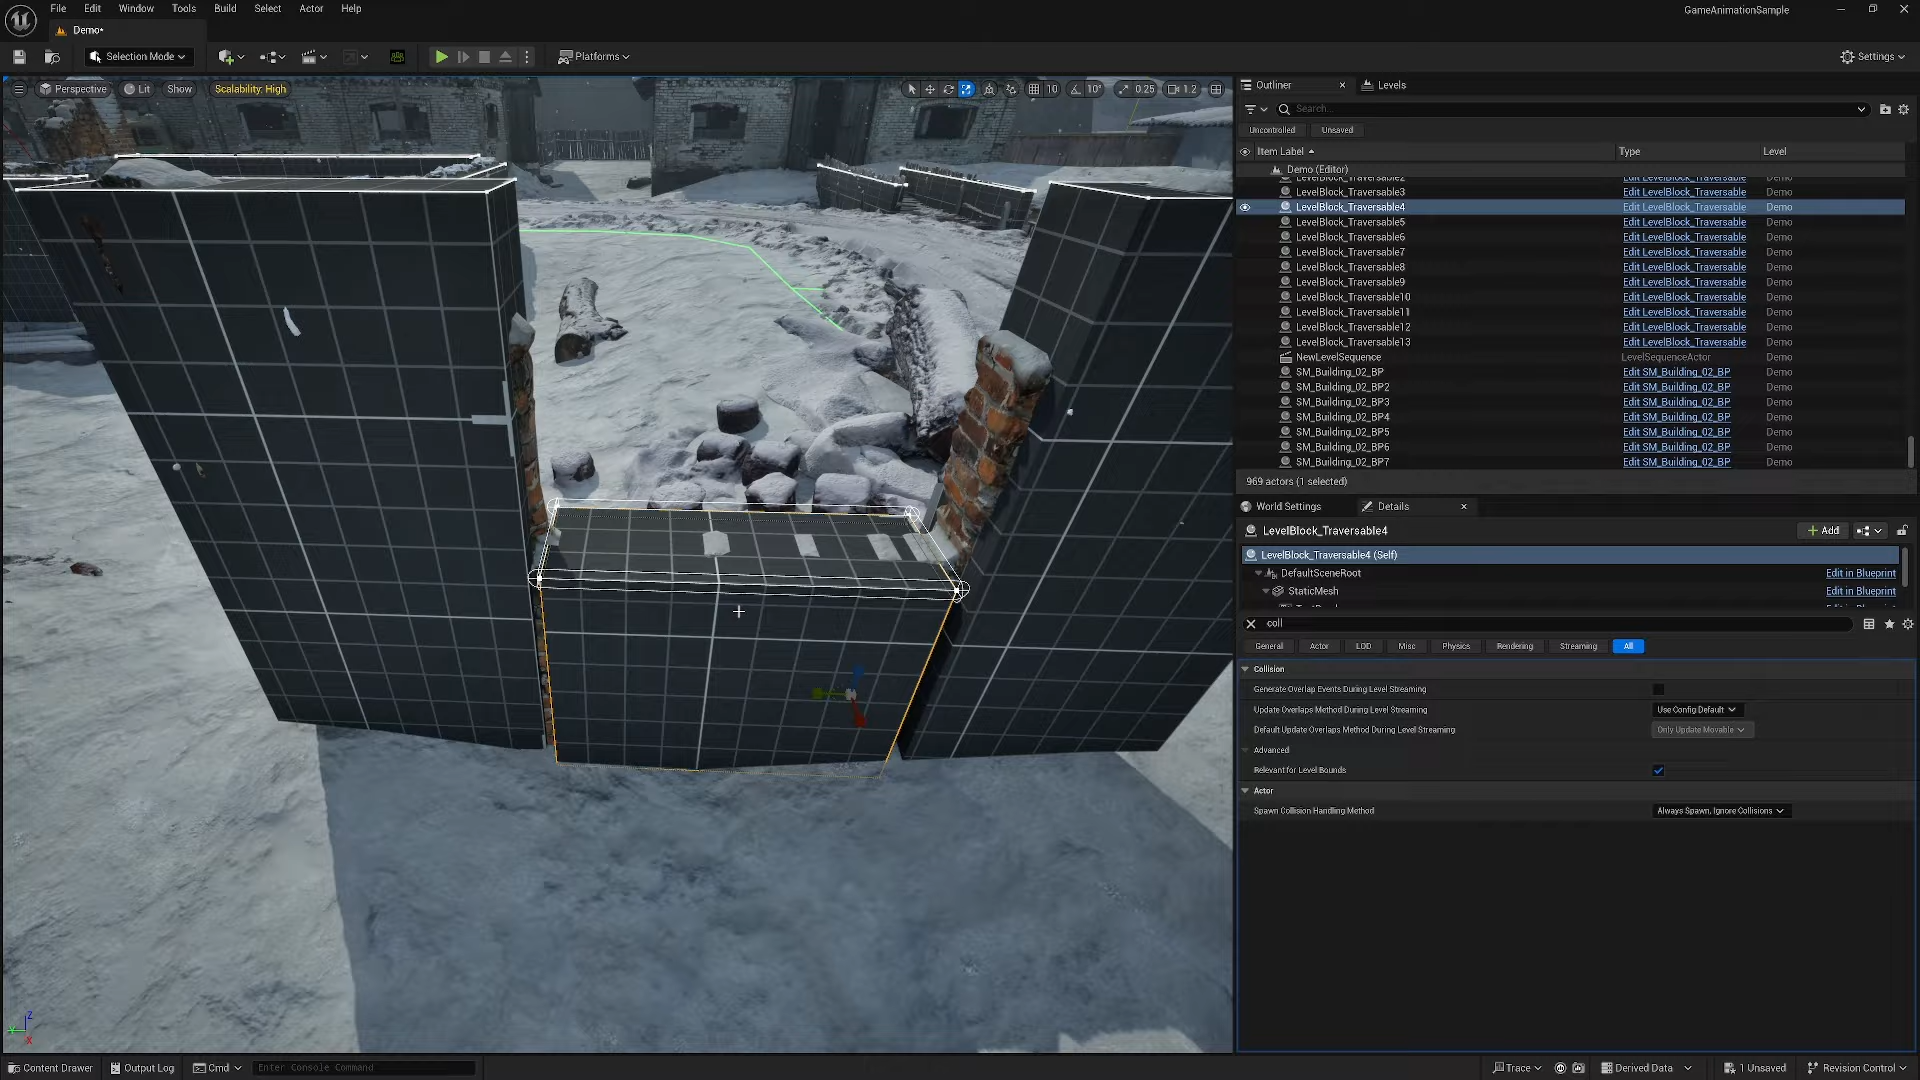 File Edit Window Tools Build Select Actor Help
GameAnimationSample
Demo*
Selection Mode
Platforms
Settings
Perspective Lit Show Scalability: High
10 10° 0.25 1.2
Outliner Levels
Search...
Uncontrolled Unsaved
Item Label Type Level
Demo (Editor)
LevelBlock_Traversable2 Edit LevelBlock_Traversable Demo
LevelBlock_Traversable3 Edit LevelBlock_Traversable Demo
LevelBlock_Traversable4 Edit LevelBlock_Traversable Demo
LevelBlock_Traversable5 Edit LevelBlock_Traversable Demo
LevelBlock_Traversable6 Edit LevelBlock_Traversable Demo
LevelBlock_Traversable7 Edit LevelBlock_Traversable Demo
LevelBlock_Traversable8 Edit LevelBlock_Traversable Demo
LevelBlock_Traversable9 Edit LevelBlock_Traversable Demo
LevelBlock_Traversable10 Edit LevelBlock_Traversable Demo
LevelBlock_Traversable11 Edit LevelBlock_Traversable Demo
LevelBlock_Traversable12 Edit LevelBlock_Traversable Demo
LevelBlock_Traversable13 Edit LevelBlock_Traversable Demo
NewLevelSequence LevelSequenceActor Demo
SM_Building_02_BP Edit SM_Building_02_BP Demo
SM_Building_02_BP2 Edit SM_Building_02_BP Demo
SM_Building_02_BP3 Edit SM_Building_02_BP Demo
SM_Building_02_BP4 Edit SM_Building_02_BP Demo
SM_Building_02_BP5 Edit SM_Building_02_BP Demo
SM_Building_02_BP6 Edit SM_Building_02_BP Demo
SM_Building_02_BP7 Edit SM_Building_02_BP Demo
969 actors (1 selected)
World Settings Details
LevelBlock_Traversable4
Add
LevelBlock_Traversable4 (Self)
DefaultSceneRoot Edit in Blueprint
StaticMesh Edit in Blueprint
coll
General Actor LOD Misc Physics Rendering Streaming All
Collision
Generate Overlap Events During Level Streaming
Update Overlaps Method During Level Streaming Use Config Default
Default Update Overlaps Method During Level Streaming Only Update Movable
Advanced
Relevant for Level Bounds
Actor
Spawn Collision Handling Method Always Spawn, Ignore Collisions
Z
X
Content Drawer Output Log Cmd Enter Console Command
Trace Derived Data 1 Unsaved Revision Control